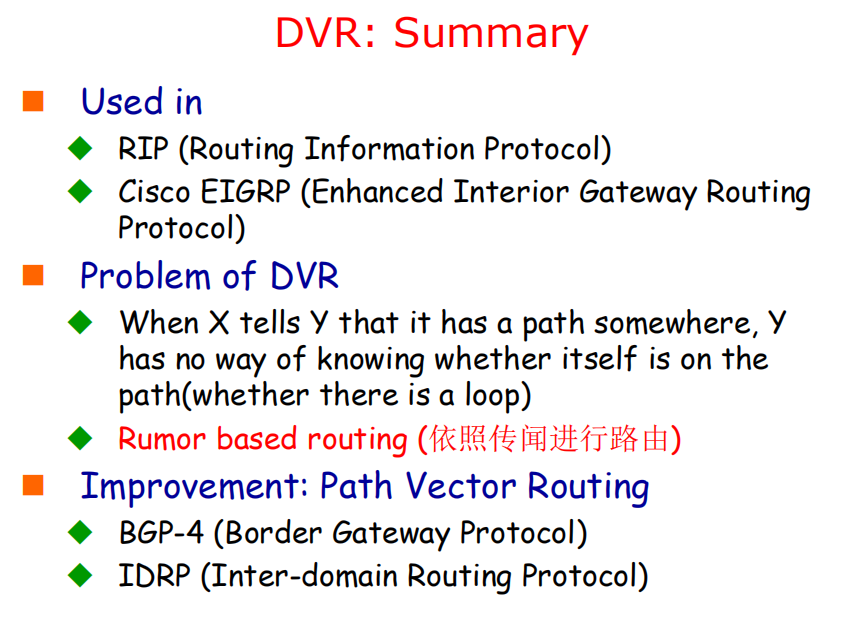 DVR: Summary
Used in
RIP (Routing Information Protocol)
Cisco EIGRP (Enhanced Interior Gateway Routing
Protocol)
Problem of DVR
When X tells Y that it has a path somewhere, Y
has no way of knowing whether itself is on the
path(whether there is a loop)
Rumor based routing (依照传闻进行路由)
Improvement: Path Vector Routing
BGP-4 (Border Gateway Protocol)
IDRP (Inter-domain Routing Protocol)